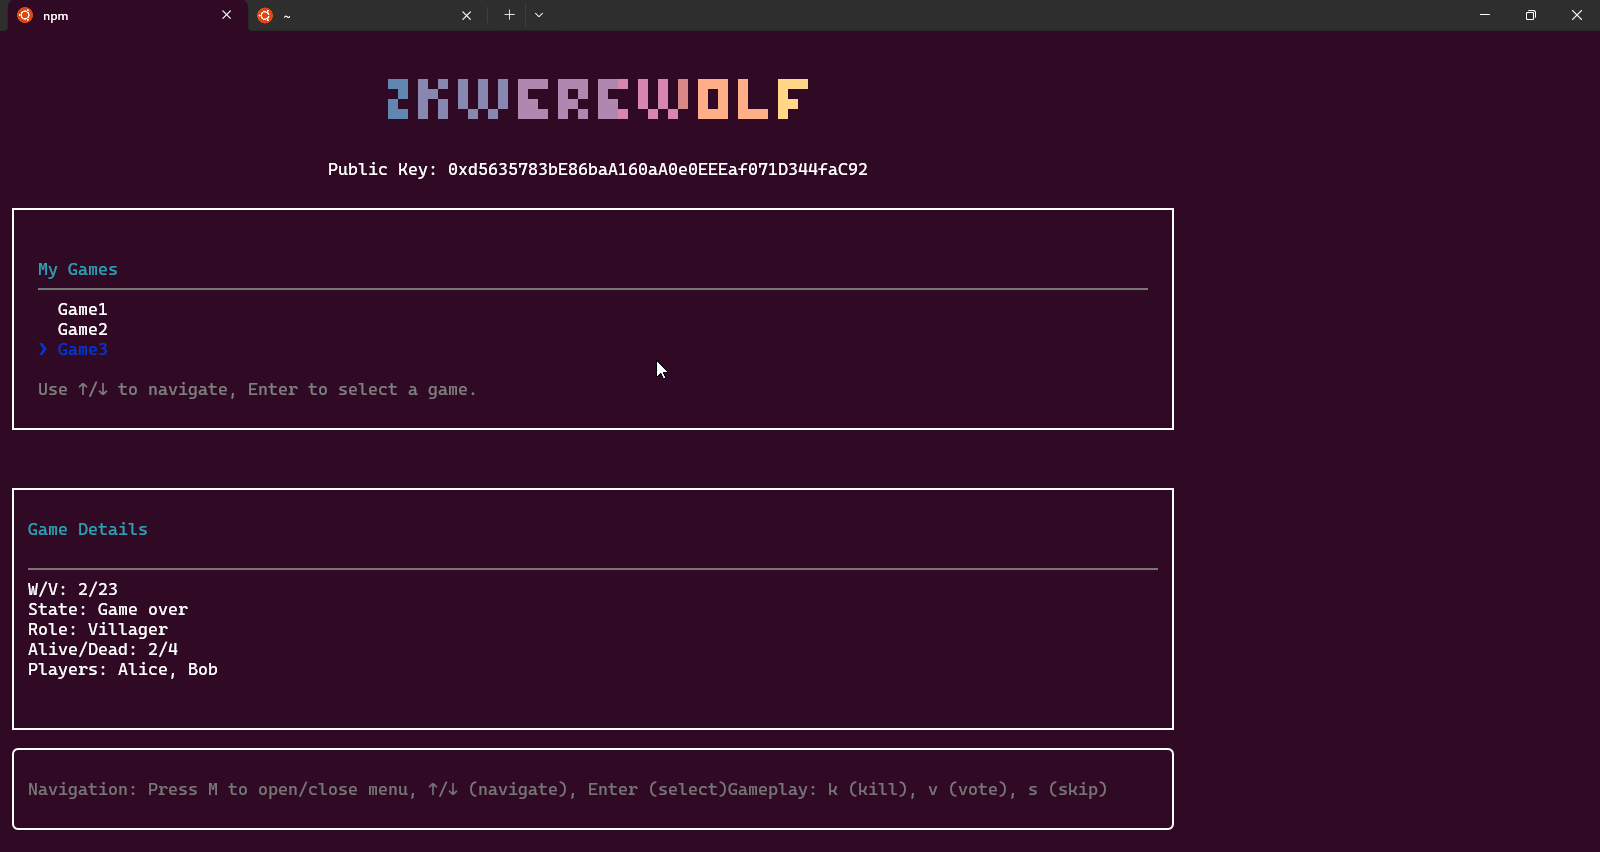 npm
~
ZKWEREWOLF
Public Key: 0xd5635783bE86baA160aA0e0EEEaf071D344faC92
My Games
Game1
Game2
❯ Game3
Use ↑/↓ to navigate, Enter to select a game.
Game Details
W/V: 2/23
State: Game over
Role: Villager
Alive/Dead: 2/4
Players: Alice, Bob
Navigation: Press M to open/close menu, ↑/↓ (navigate), Enter (select)Gameplay: k (kill), v (vote), s (skip)